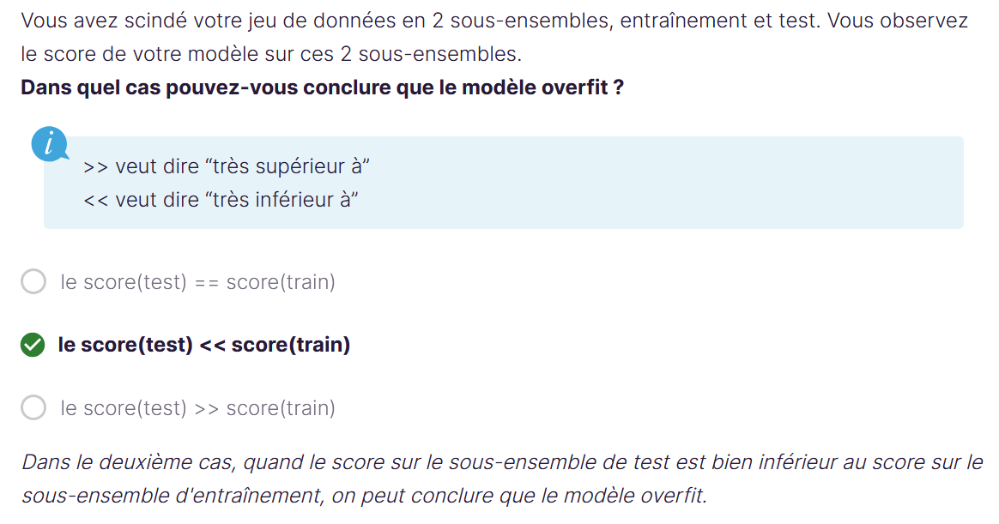 Vous avez scindé votre jeu de données en 2 sous-ensembles, entraînement et test. Vous observez
le score de votre modèle sur ces 2 sous-ensembles.
Dans quel cas pouvez-vous conclure que le modèle overfit ?
i
>> veut dire “très supérieur à”
<< veut dire “très inférieur à”
le score(test) == score(train)
le score(test) << score(train)
le score(test) >> score(train)
Dans le deuxième cas, quand le score sur le sous-ensemble de test est bien inférieur au score sur le
sous-ensemble d'entraînement, on peut conclure que le modèle overfit.